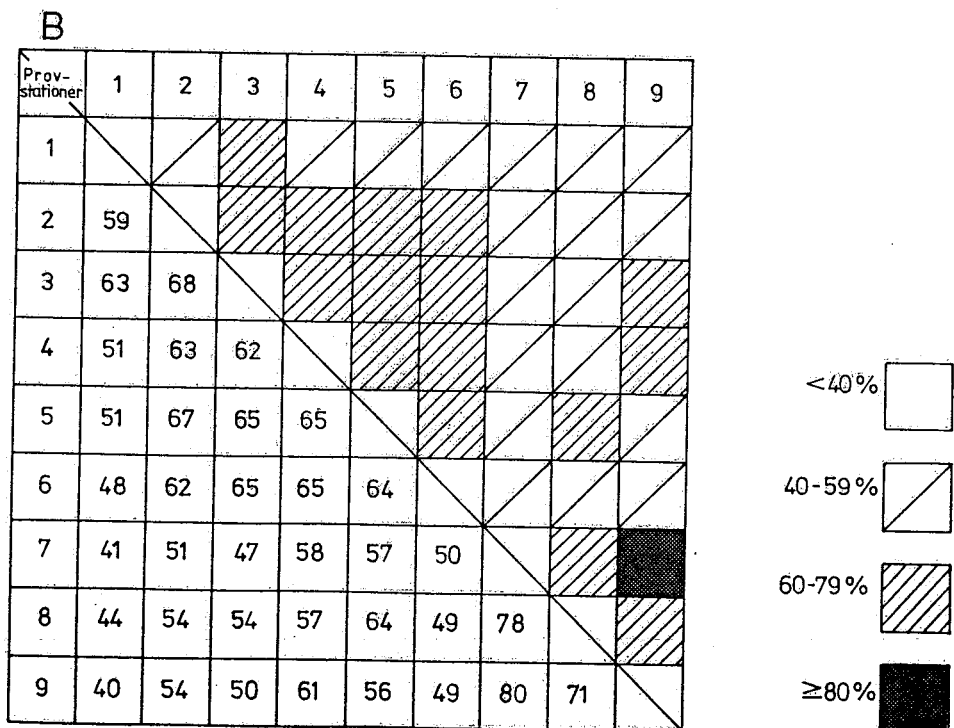 B
Prov-
stationer 1 2 3 4 5 6 7 8 9
1
2 59
3 63 68
4 51 63 62
5 51 67 65 65
6 48 62 65 65 64
7 41 51 47 58 57 50
8 44 54 54 57 64 49 78
9 40 54 50 61 56 49 80 71
<40%
40-59%
60-79%
≥80%